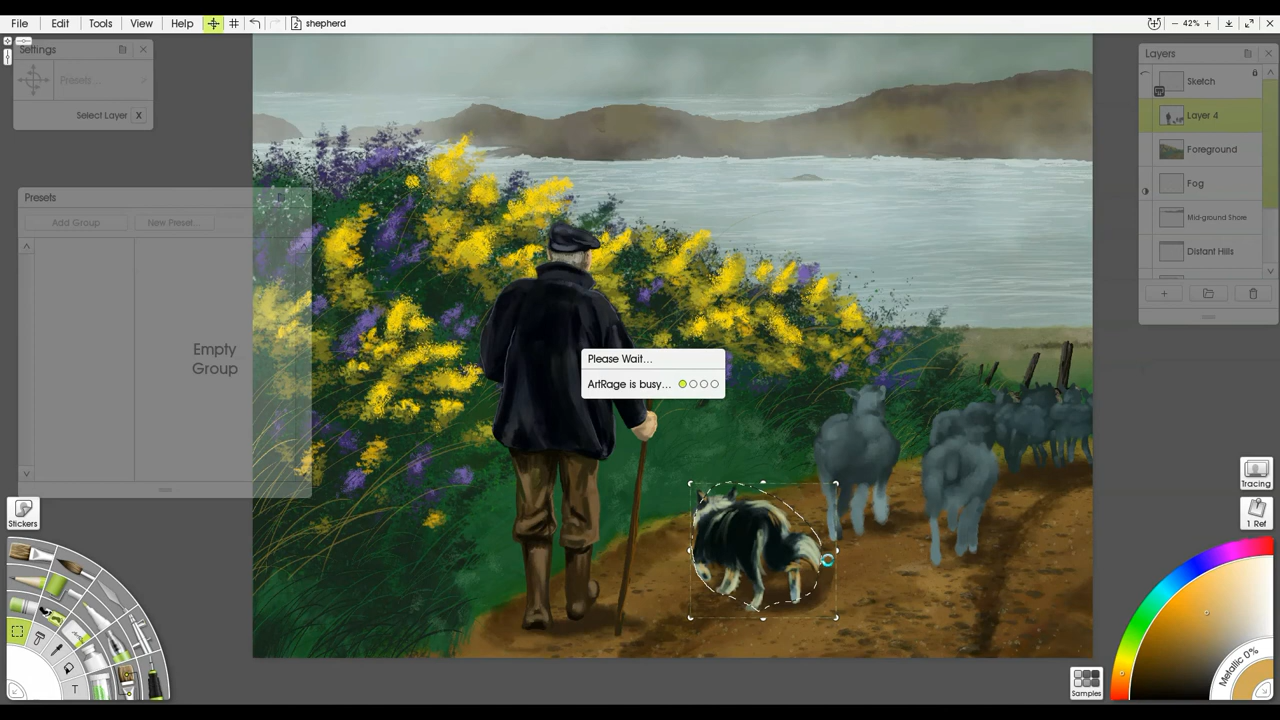 File Edit Tools View Help 2 shepherd − 42% +
Settings
Presets...
Select Layer X
Presets
Add Group New Preset...
Empty
Group
Please Wait...
ArtRage is busy...
Layers
Sketch
Layer 4
Foreground
Fog
Mid-ground Shore
Distant Hills
Tracing
1 Ref
Stickers
T
Samples
Metallic 0%